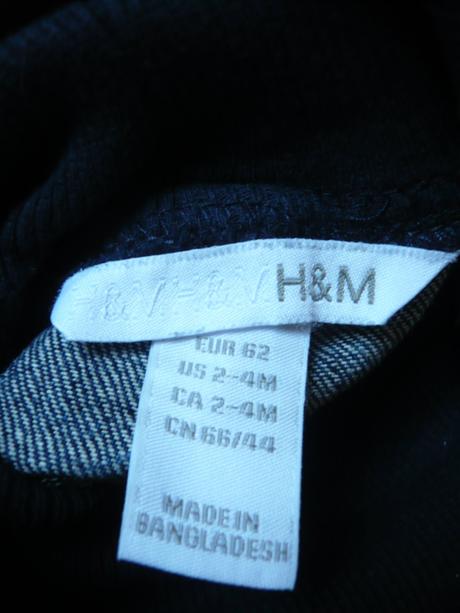 H&M H&M H&M
EUR 62
US 2-4M
CA 2-4M
CN 66/44
MADE IN
BANGLADESH